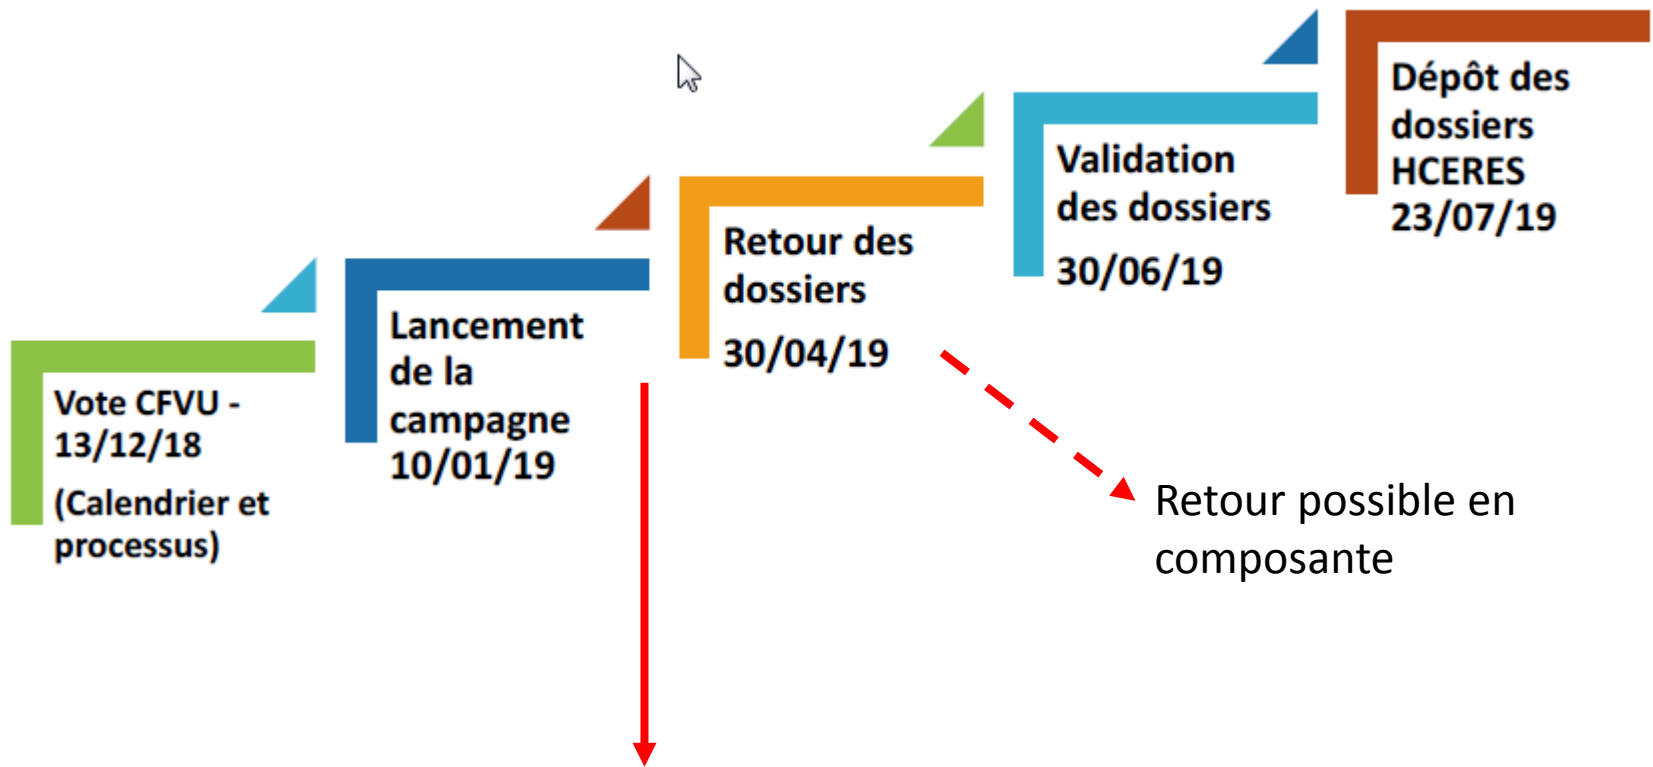 Vote CFVU -
13/12/18
(Calendrier et
processus)
Lancement
de la
campagne
10/01/19
Retour des
dossiers
30/04/19
Validation
des dossiers
30/06/19
Dépôt des
dossiers
HCERES
23/07/19
Retour possible en
composante